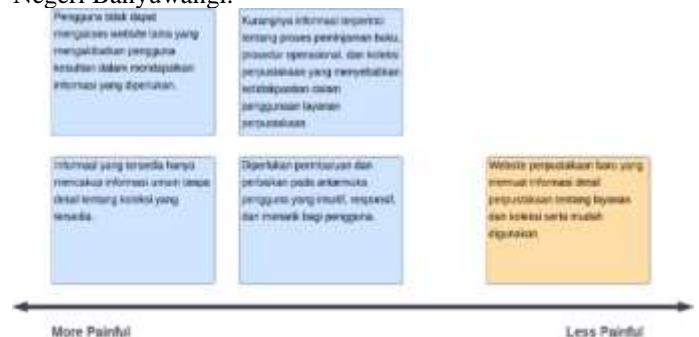 Negeri Banyuwangi.
Pengguna tidak dapat
mengakses website lama yang
mengakibatkan pengguna
kesulitan dalam mendapatkan
informasi yang diperlukan.
Kurangnya informasi terperinci
tentang proses peminjaman buku,
prosedur operasional, dan koleksi
perpustakaan yang menyebabkan
ketidakpastian dalam
penggunaan layanan
perpustakaan
Informasi yang tersedia hanya
mencakup informasi umum tanpa
detail tentang koleksi yang
tersedia.
Diperlukan pembaruan dan
perbaikan pada antarmuka
pengguna yang intuitif, responsif,
dan menarik bagi pengguna.
Website perpustakaan baru yang
memuat informasi detail
perpustakaan tentang layanan
dan koleksi serta mudah
digunakan
More Painful
Less Painful